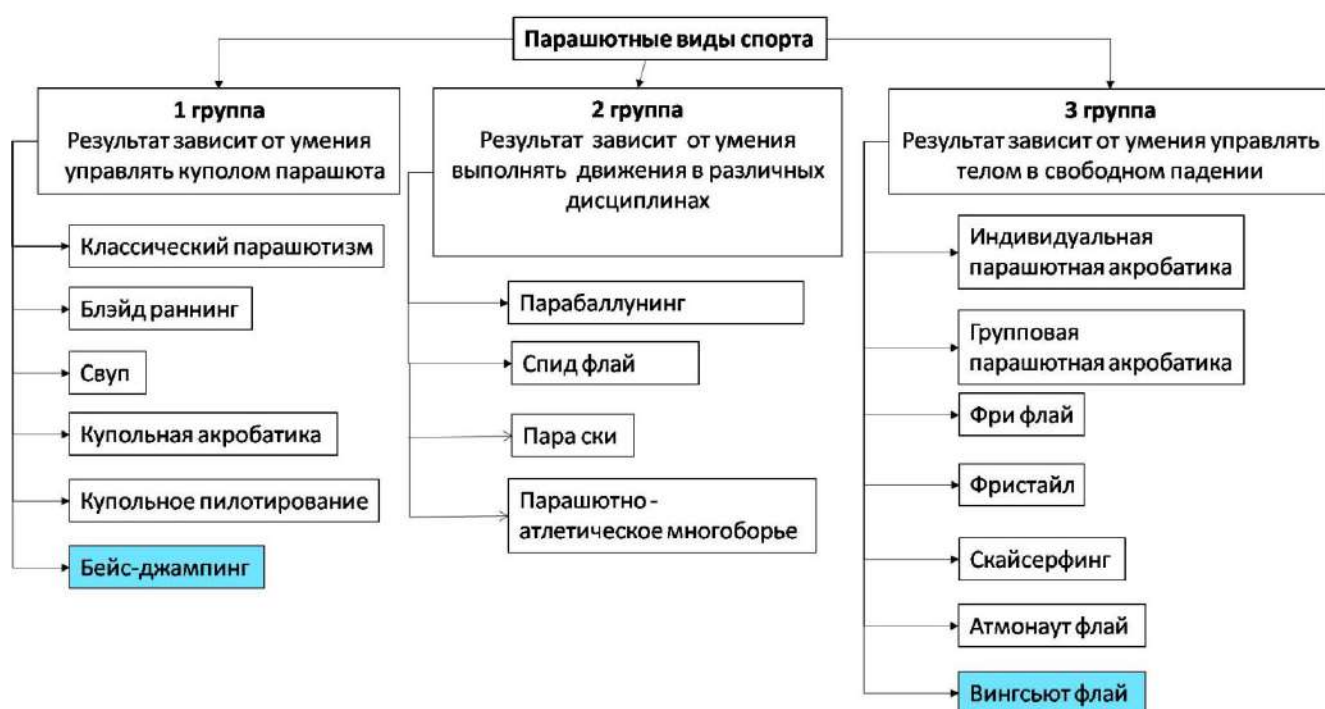 Парашютные виды спорта
1 группа
Результат зависит от умения
управлять куполом парашюта
Классический парашютизм
Блэйд раннинг
Свуп
Купольная акробатика
Купольное пилотирование
Бейс-джампинг
2 группа
Результат зависит от умения
выполнять движения в различных
дисциплинах
Парабаллунинг
Спид флай
Пара ски
Парашютно-
атлетическое многоборье
3 группа
Результат зависит от умения управлять
телом в свободном падении
Индивидуальная
парашютная акробатика
Групповая
парашютная акробатика
Фри флай
Фристайл
Скайсерфинг
Атмонаут флай
Вингсьют флай